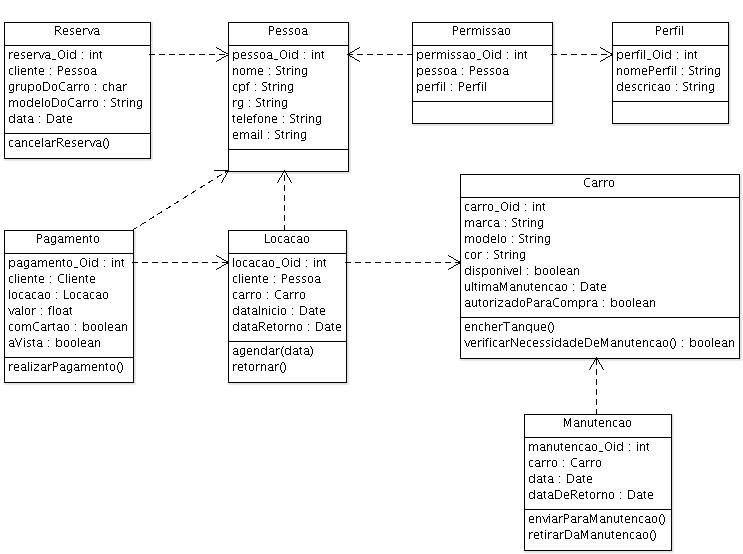 Reserva
reserva_Oid : int
cliente : Pessoa
grupoDoCarro : char
modeloDoCarro : String
data : Date
cancelarReserva()
Pessoa
pessoa_Oid : int
nome : String
cpf : String
rg : String
telefone : String
email : String
Permissao
permissao_Oid : int
pessoa : Pessoa
perfil : Perfil
Perfil
perfil_Oid : int
nomePerfil : String
descricao : String
Pagamento
pagamento_Oid : int
cliente : Cliente
locacao : Locacao
valor : float
comCartao : boolean
aVista : boolean
realizarPagamento()
Locacao
locacao_Oid : int
cliente : Pessoa
carro : Carro
dataInicio : Date
dataRetorno : Date
agendar(data)
retornar()
Carro
carro_Oid : int
marca : String
modelo : String
cor : String
disponivel : boolean
ultimaManutencao : Date
autorizadoParaCompra : boolean
encherTanque()
verificarNecessidadeDeManutencao() : boolean
Manutencao
manutencao_Oid : int
carro : Carro
data : Date
dataDeRetorno : Date
enviarParaManutencao()
retirarDaManutencao()